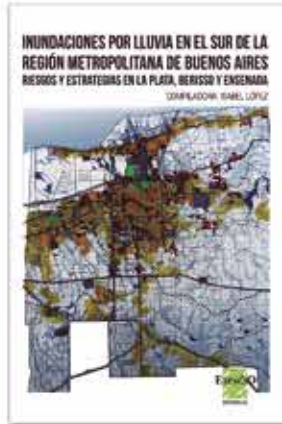 INUNDACIONES POR LLUVIA EN EL SUR DE LA
REGIÓN METROPOLITANA DE BUENOS AIRES
RIESGOS Y ESTRATEGIAS EN LA PLATA, BERISSO Y ENSENADA
COMPILADORA ISABEL LÓPEZ